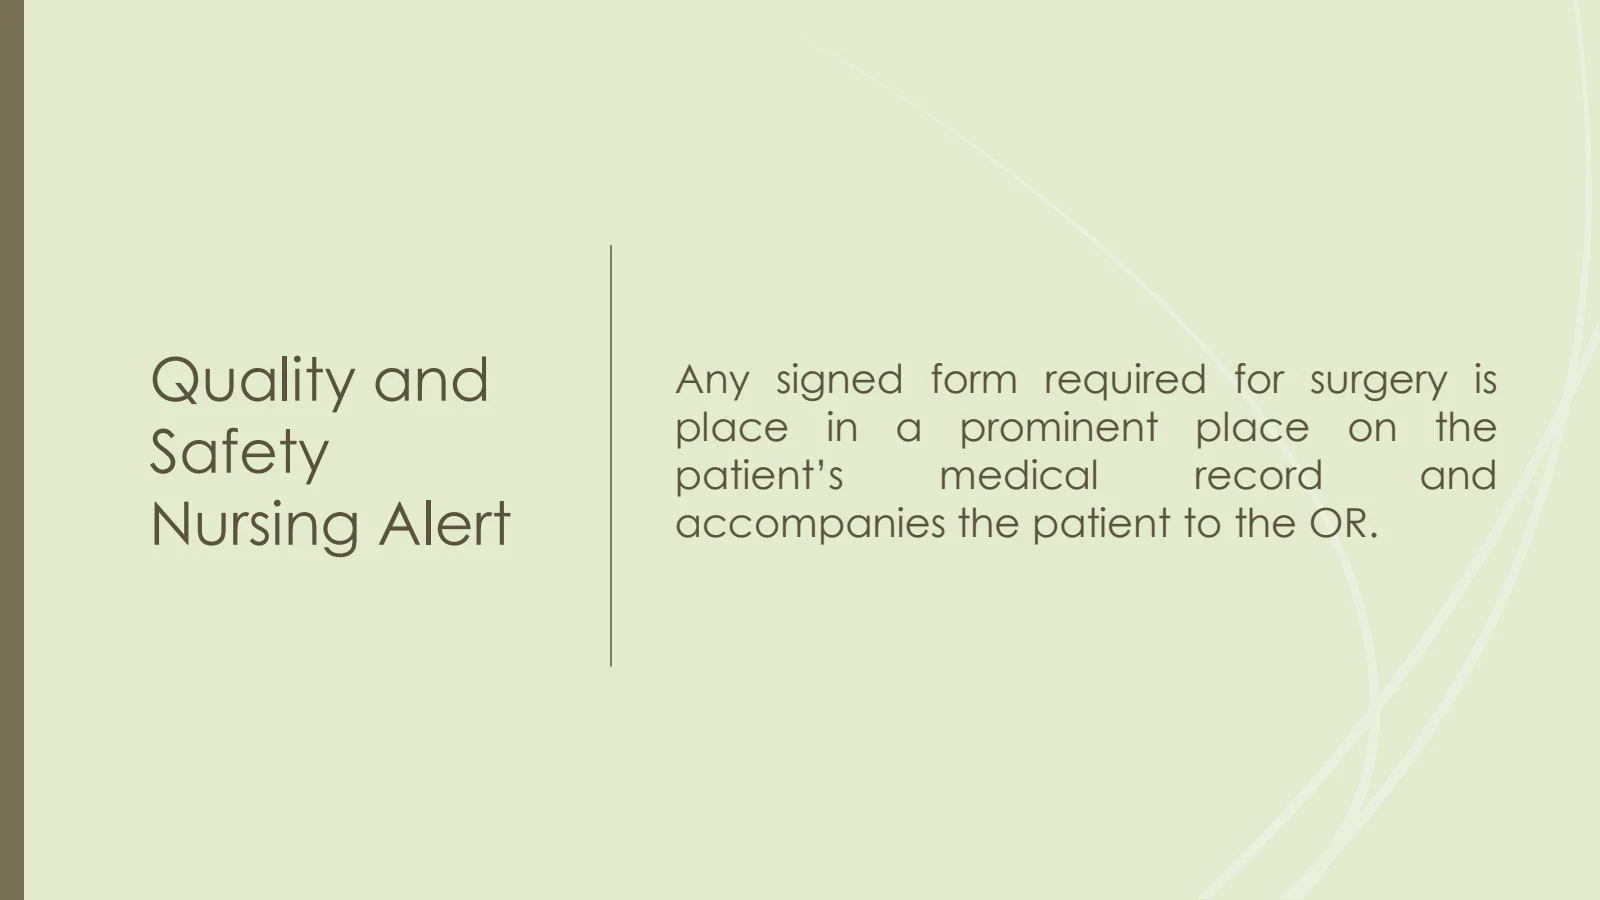 Quality and
Safety
Nursing Alert
Any signed form required for surgery is
place in a prominent place on the
patient’s medical record and
accompanies the patient to the OR.